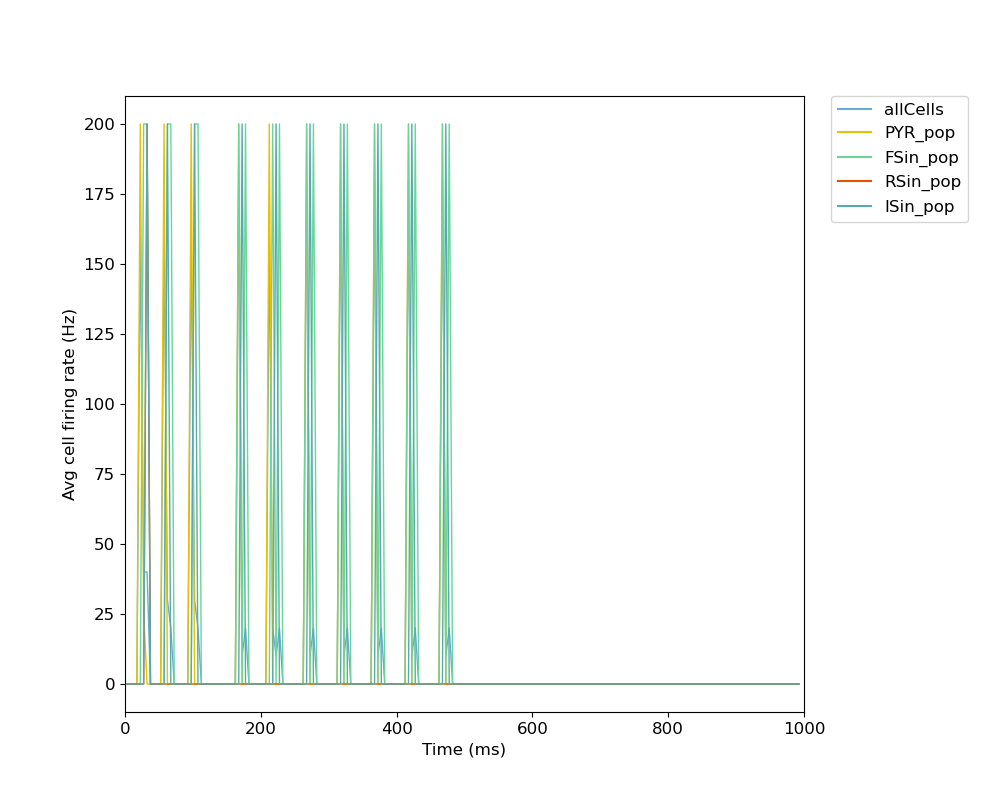 allCells
PYR_pop
FSin_pop
RSin_pop
ISin_pop
200
175
150
125
100
75
50
25
0
Avg cell firing rate (Hz)
0 200 400 600 800 1000
Time (ms)